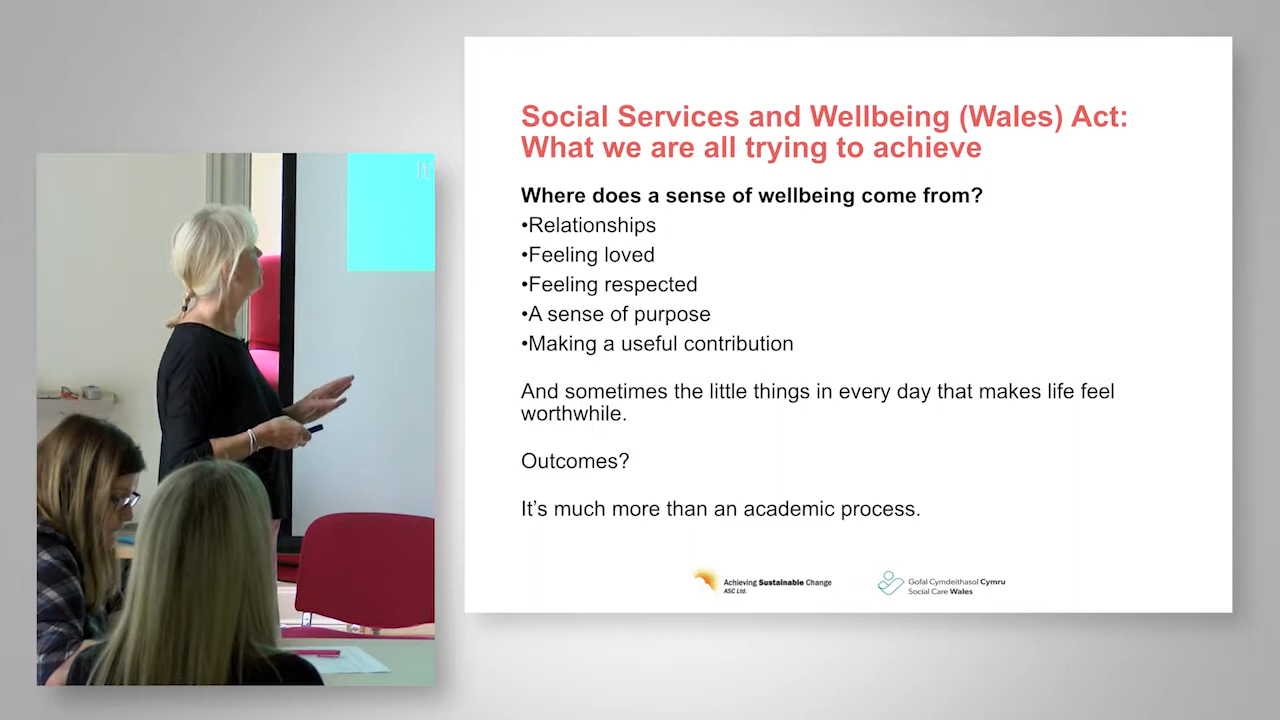 Social Services and Wellbeing (Wales) Act:
What we are all trying to achieve
Where does a sense of wellbeing come from?
•Relationships
•Feeling loved
•Feeling respected
•A sense of purpose
•Making a useful contribution
And sometimes the little things in every day that makes life feel
worthwhile.
Outcomes?
It’s much more than an academic process.
Achieving Sustainable Change
ASC Ltd.
Gofal Cymdeithasol Cymru
Social Care Wales